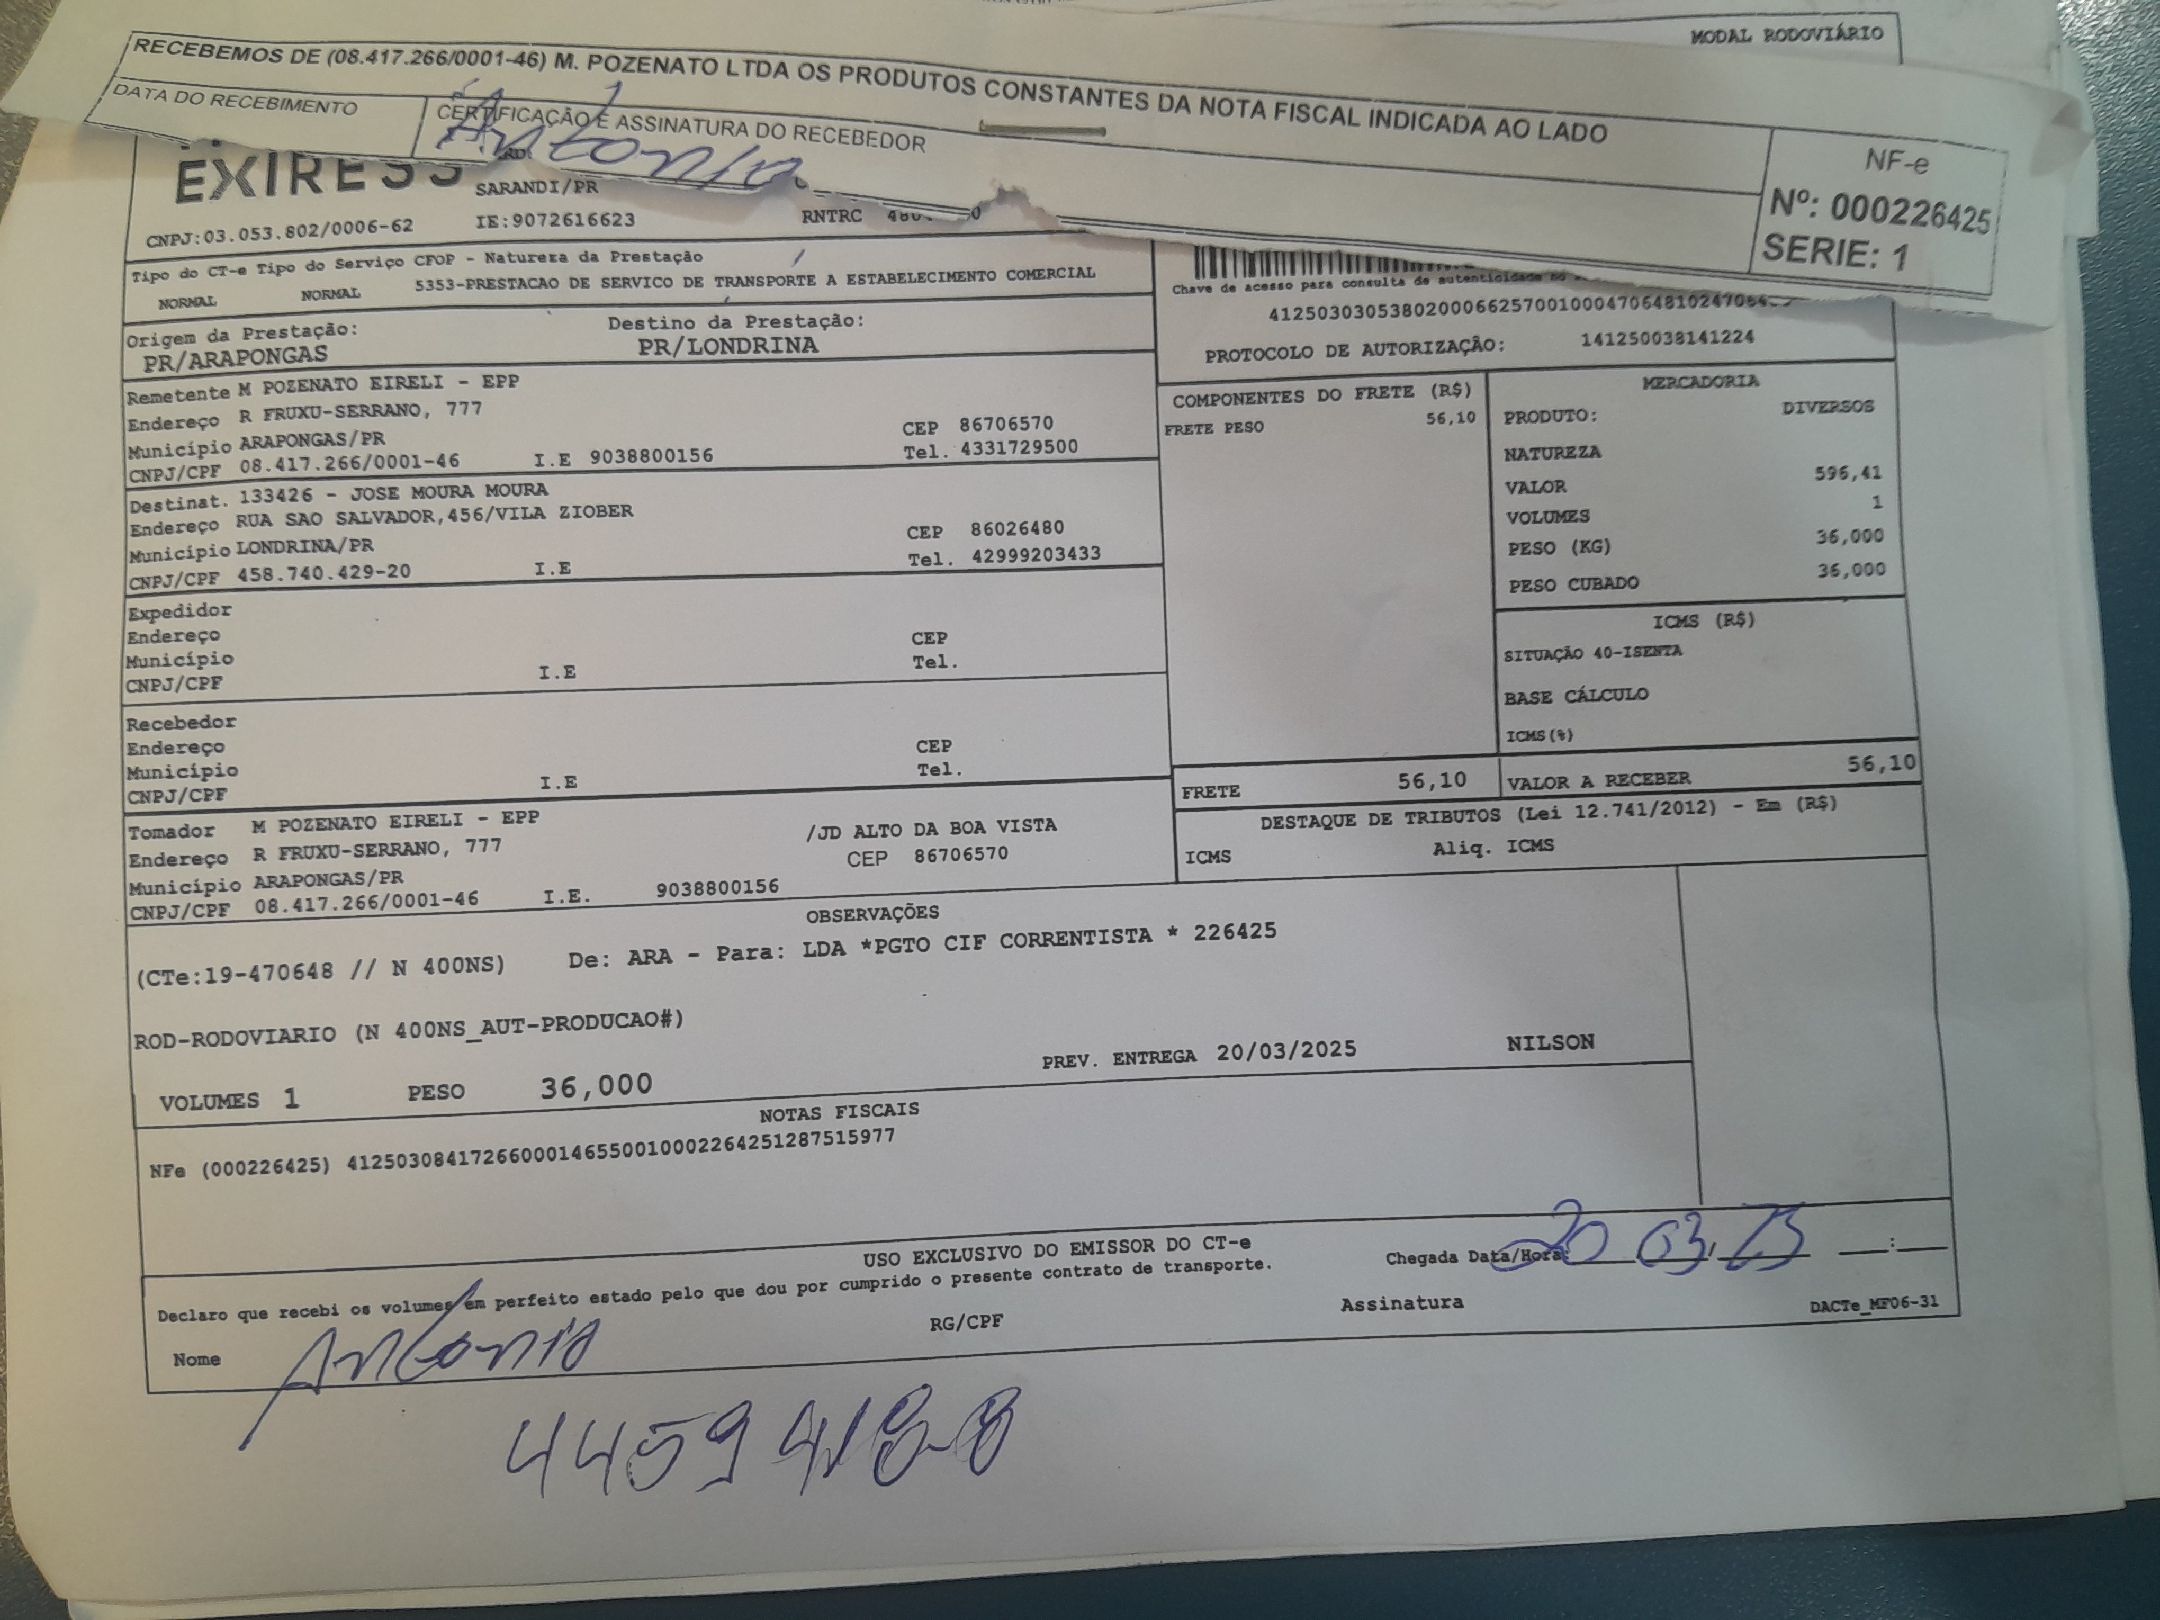 MODAL RODOVIÁRIO
RECEBEMOS DE (08.417.266/0001-46) M. POZENATO LTDA OS PRODUTOS CONSTANTES DA NOTA FISCAL INDICADA AO LADO
DATA DO RECEBIMENTO
CERTIFICAÇÃO E ASSINATURA DO RECEBEDOR
Antonio
NF-e
Nº: 000226425
SERIE: 1
EXPRESS
SARANDI/PR
CNPJ:03.053.802/0006-62 IE:9072616623 RNTRC
Tipo do CT-e Tipo do Serviço CFOP - Natureza da Prestação
NORMAL NORMAL 5353-PRESTACAO DE SERVICO DE TRANSPORTE A ESTABELECIMENTO COMERCIAL
Chave de acesso para consulta de autenticidade no
PROTOCOLO DE AUTORIZAÇÃO: 141250038141224
Origem da Prestação: Destino da Prestação:
PR/ARAPONGAS PR/LONDRINA
Remetente M POZENATO EIRELI - EPP
Endereço R FRUXU-SERRANO, 777
Município ARAPONGAS/PR CEP 86706570
CNPJ/CPF 08.417.266/0001-46 I.E 9038800156 Tel. 4331729500
Destinat. 133426 - JOSE MOURA MOURA
Endereço RUA SAO SALVADOR,456/VILA ZIOBER
Município LONDRINA/PR CEP 86026480
CNPJ/CPF 458.740.429-20 I.E Tel. 42999203433
Expedidor
Endereço
Município CEP
CNPJ/CPF I.E Tel.
Recebedor
Endereço
Município CEP
CNPJ/CPF I.E Tel.
Tomador M POZENATO EIRELI - EPP
Endereço R FRUXU-SERRANO, 777 /JD ALTO DA BOA VISTA
Município ARAPONGAS/PR CEP 86706570
CNPJ/CPF 08.417.266/0001-46 I.E. 9038800156
COMPONENTES DO FRETE (R$)
FRETE PESO 56,10
MERCADORIA
PRODUTO: DIVERSOS
NATUREZA
VALOR 596,41
VOLUMES 1
PESO (KG) 36,000
PESO CUBADO 36,000
ICMS (R$)
SITUAÇÃO 40-ISENTA
BASE CÁLCULO
ICMS(%)
FRETE 56,10 VALOR A RECEBER 56,10
DESTAQUE DE TRIBUTOS (Lei 12.741/2012) - Em (R$)
ICMS Aliq. ICMS
OBSERVAÇÕES
(CTe:19-470648 // N 400NS) De: ARA - Para: LDA *PGTO CIF CORRENTISTA * 226425
ROD-RODOVIARIO (N 400NS_AUT-PRODUCAO#)
PREV. ENTREGA 20/03/2025 NILSON
VOLUMES 1 PESO 36,000
NOTAS FISCAIS
NFe (000226425) 41250308417266000146550010002264251287515977
USO EXCLUSIVO DO EMISSOR DO CT-e
Declaro que recebi os volumes em perfeito estado pelo que dou por cumprido o presente contrato de transporte.
Chegada Data/Hora: 20 03 25 __:__
Nome Antonio RG/CPF Assinatura DACTe_MF06-31
4459418-8